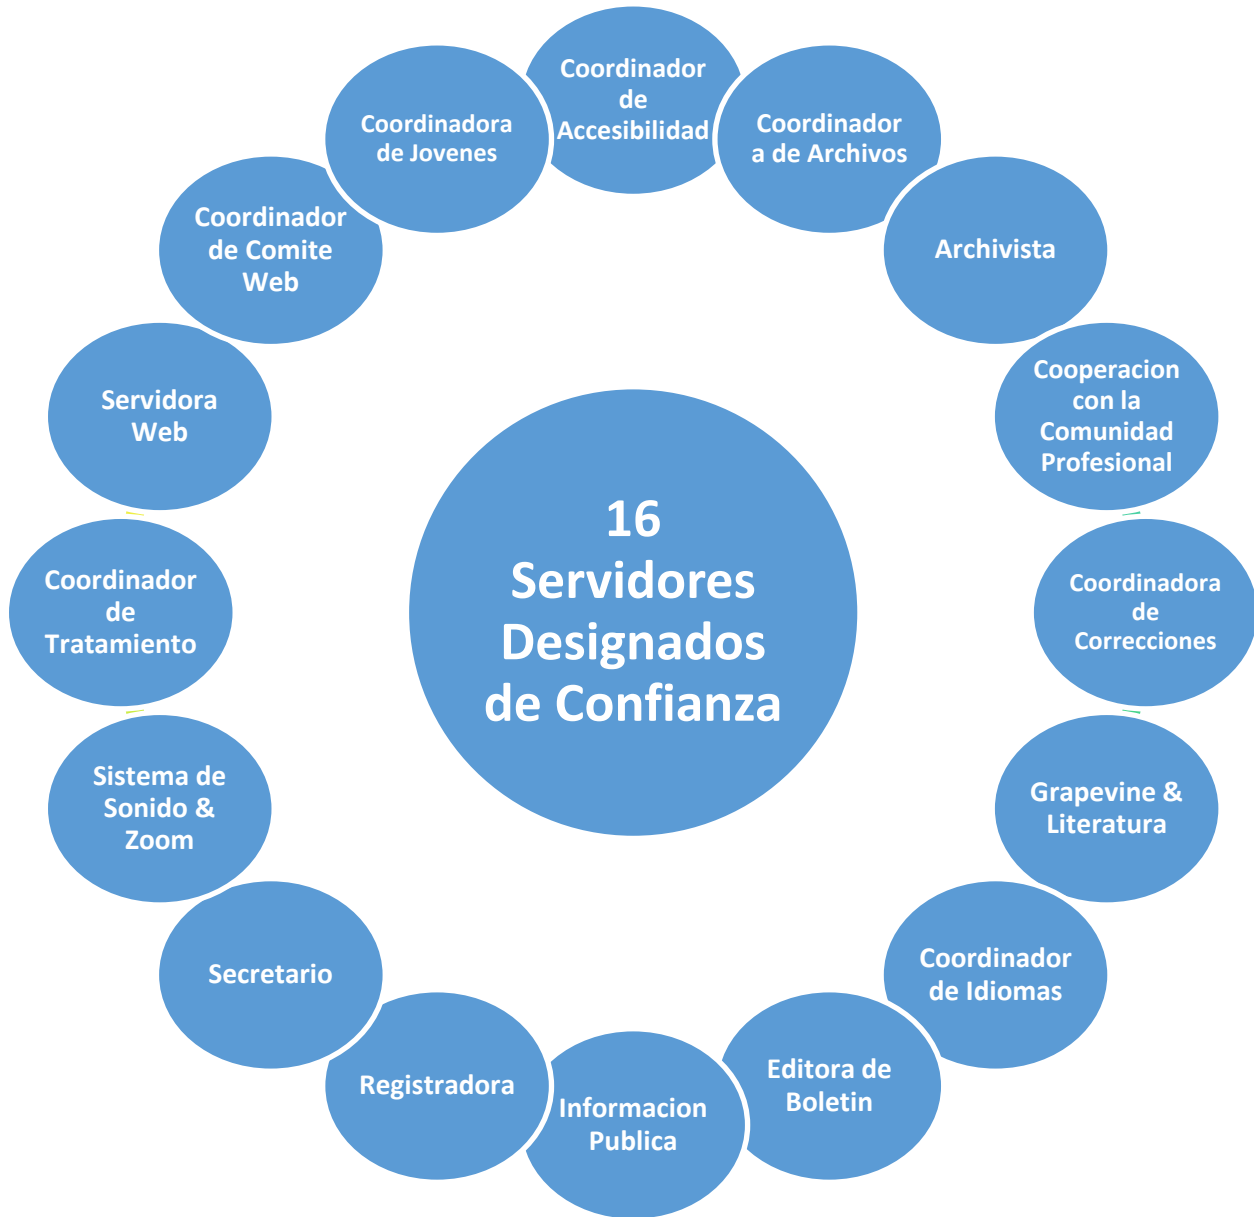 Coordinador
de
Accesibilidad
Coordinador
a de Archivos
Archivista
Cooperacion
con la
Comunidad
Profesional
Coordinadora
de
Correcciones
Grapevine &
Literatura
Coordinador
de Idiomas
Editora de
Boletin
Informacion
Publica
Registradora
Secretario
Sistema de
Sonido &
Zoom
Coordinador
de
Tratamiento
Servidora
Web
Coordinador
de Comite
Web
Coordinadora
de Jovenes
16
Servidores
Designados
de Confianza